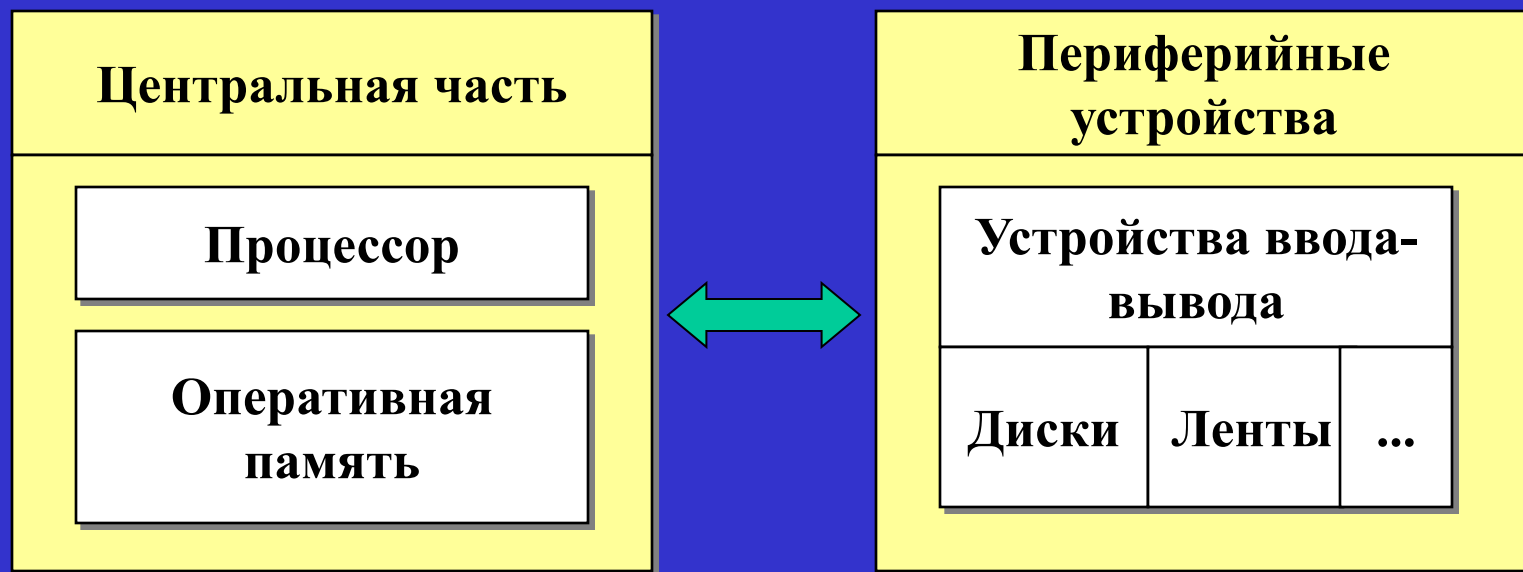 Центральная часть
Процессор
Оперативная
память
Периферийные
устройства
Устройства ввода-
вывода
Диски
Ленты
...